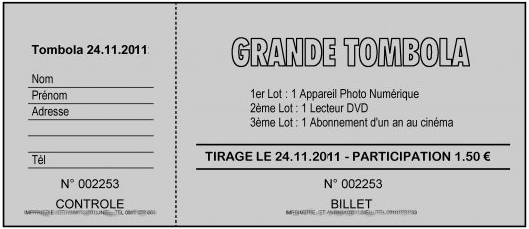 Tombola 24.11.2011
Nom
Prénom
Adresse
Tél
N° 002253
CONTROLE
GRANDE TOMBOLA
1er Lot : 1 Appareil Photo Numérique
2ème Lot : 1 Lecteur DVD
3ème Lot : 1 Abonnement d'un an au cinéma
TIRAGE LE 24.11.2011 - PARTICIPATION 1.50 €
N° 002253
BILLET